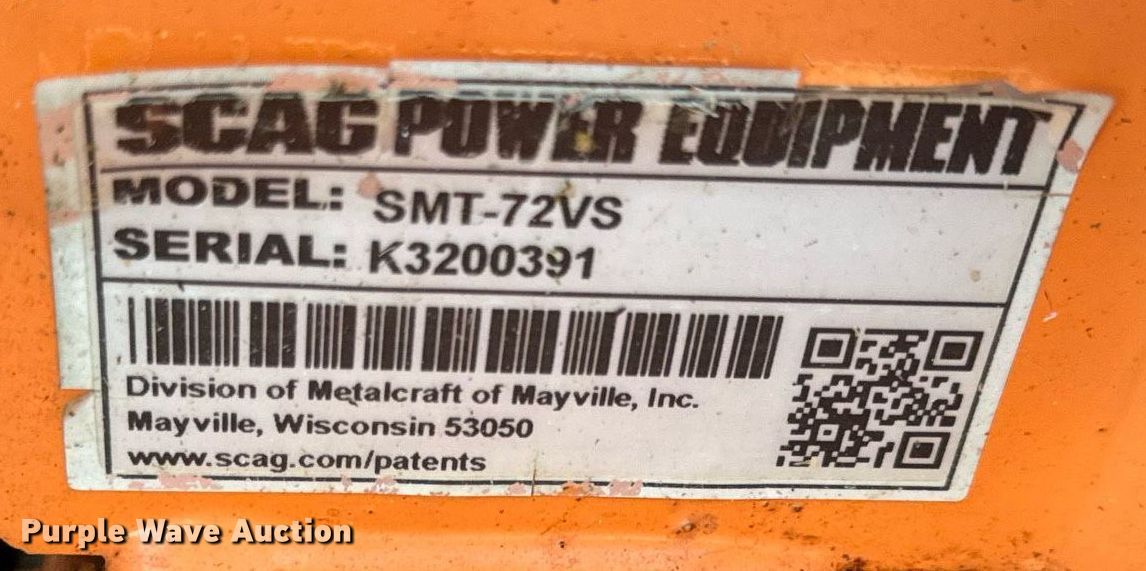 SCAG POWER EQUIPMENT
MODEL: SMT-72VS
SERIAL: K3200391
Division of Metalcraft of Mayville, Inc.
Mayville, Wisconsin 53050
www.scag.com/patents
Purple Wave Auction